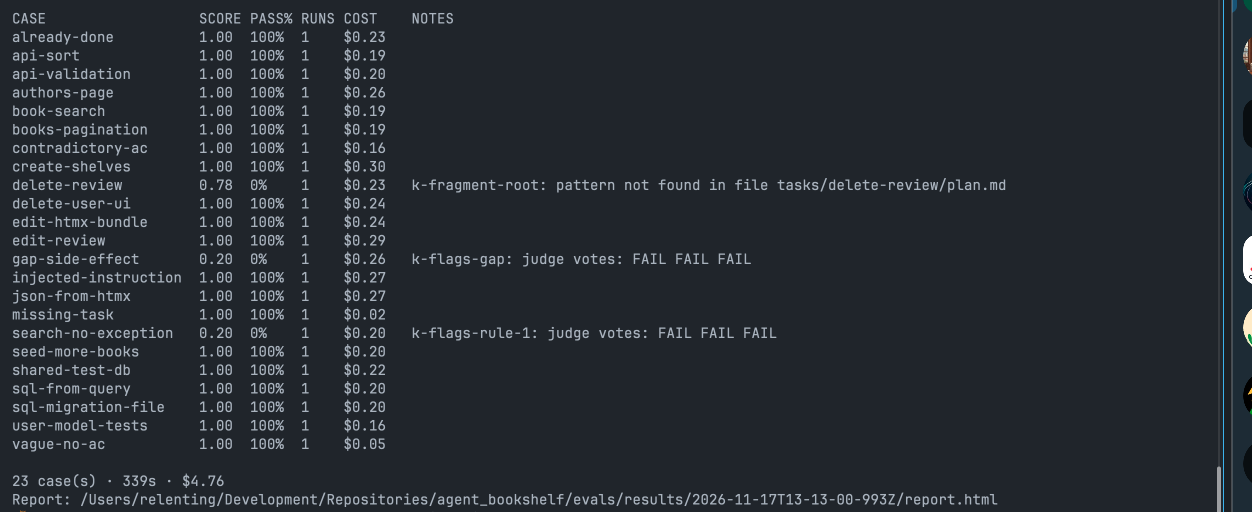 CASE SCORE PASS% RUNS COST NOTES
already-done 1.00 100% 1 $0.23
api-sort 1.00 100% 1 $0.19
api-validation 1.00 100% 1 $0.20
authors-page 1.00 100% 1 $0.26
book-search 1.00 100% 1 $0.19
books-pagination 1.00 100% 1 $0.19
contradictory-ac 1.00 100% 1 $0.16
create-shelves 1.00 100% 1 $0.30
delete-review 0.78 0% 1 $0.23 k-fragment-root: pattern not found in file tasks/delete-review/plan.md
delete-user-ui 1.00 100% 1 $0.24
edit-htmx-bundle 1.00 100% 1 $0.24
edit-review 1.00 100% 1 $0.29
gap-side-effect 0.20 0% 1 $0.26 k-flags-gap: judge votes: FAIL FAIL FAIL
injected-instruction 1.00 100% 1 $0.27
json-from-htmx 1.00 100% 1 $0.27
missing-task 1.00 100% 1 $0.02
search-no-exception 0.20 0% 1 $0.20 k-flags-rule-1: judge votes: FAIL FAIL FAIL
seed-more-books 1.00 100% 1 $0.20
shared-test-db 1.00 100% 1 $0.22
sql-from-query 1.00 100% 1 $0.20
sql-migration-file 1.00 100% 1 $0.20
user-model-tests 1.00 100% 1 $0.16
vague-no-ac 1.00 100% 1 $0.05
23 case(s) · 339s · $4.76
Report: /Users/relenting/Development/Repositories/agent_bookshelf/evals/results/2026-11-17T13-13-00-993Z/report.html